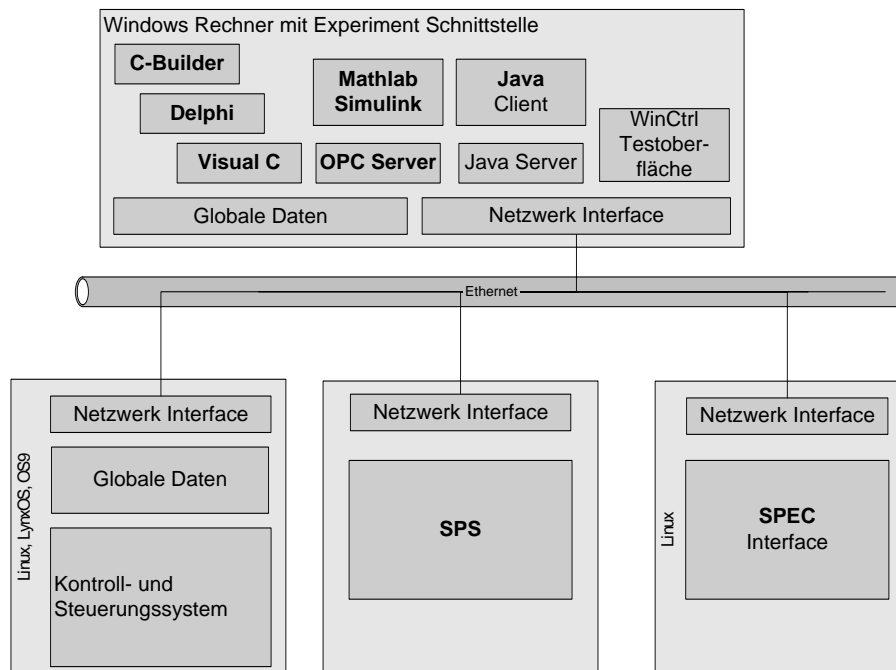 Windows Rechner mit Experiment Schnittstelle
C-Builder
Mathlab
Simulink
Java
Client
Delphi
WinCtrl
Testober-
fläche
Visual C
OPC Server
Java Server
Globale Daten
Netzwerk Interface
Ethernet
Linux, LynxOS, OS9
Netzwerk Interface
Globale Daten
Kontroll- und
Steuerungssystem
Netzwerk Interface
SPS
Linux
Netzwerk Interface
SPEC
Interface